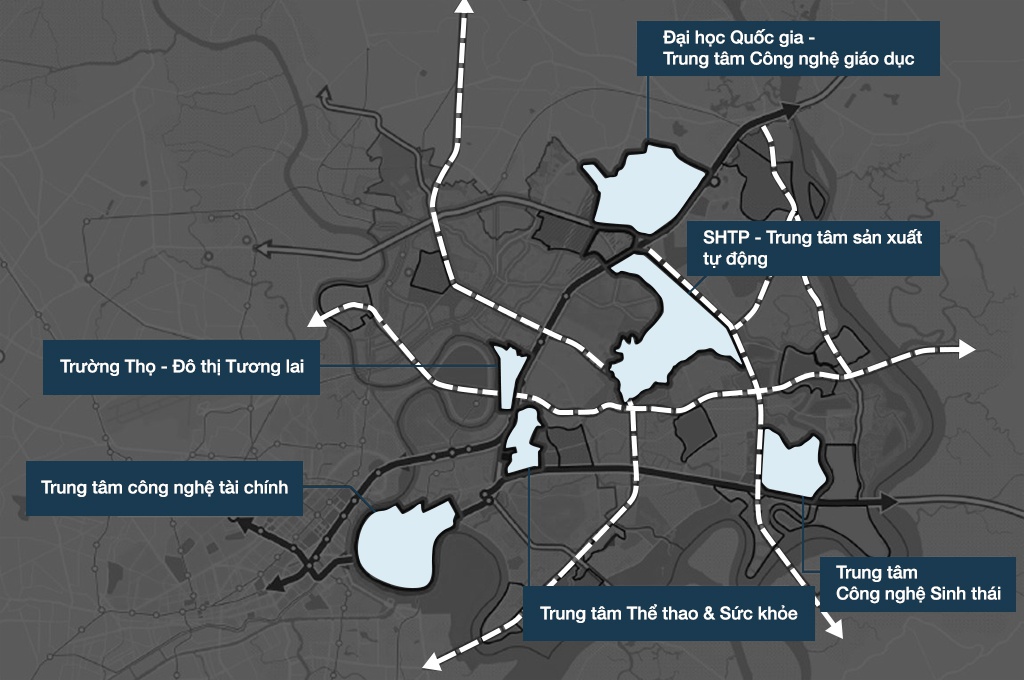 Đại học Quốc gia -
Trung tâm Công nghệ giáo dục
SHTP - Trung tâm sản xuất
tự động
Trường Thọ - Đô thị Tương lai
Trung tâm công nghệ tài chính
Trung tâm
Công nghệ Sinh thái
Trung tâm Thể thao & Sức khỏe